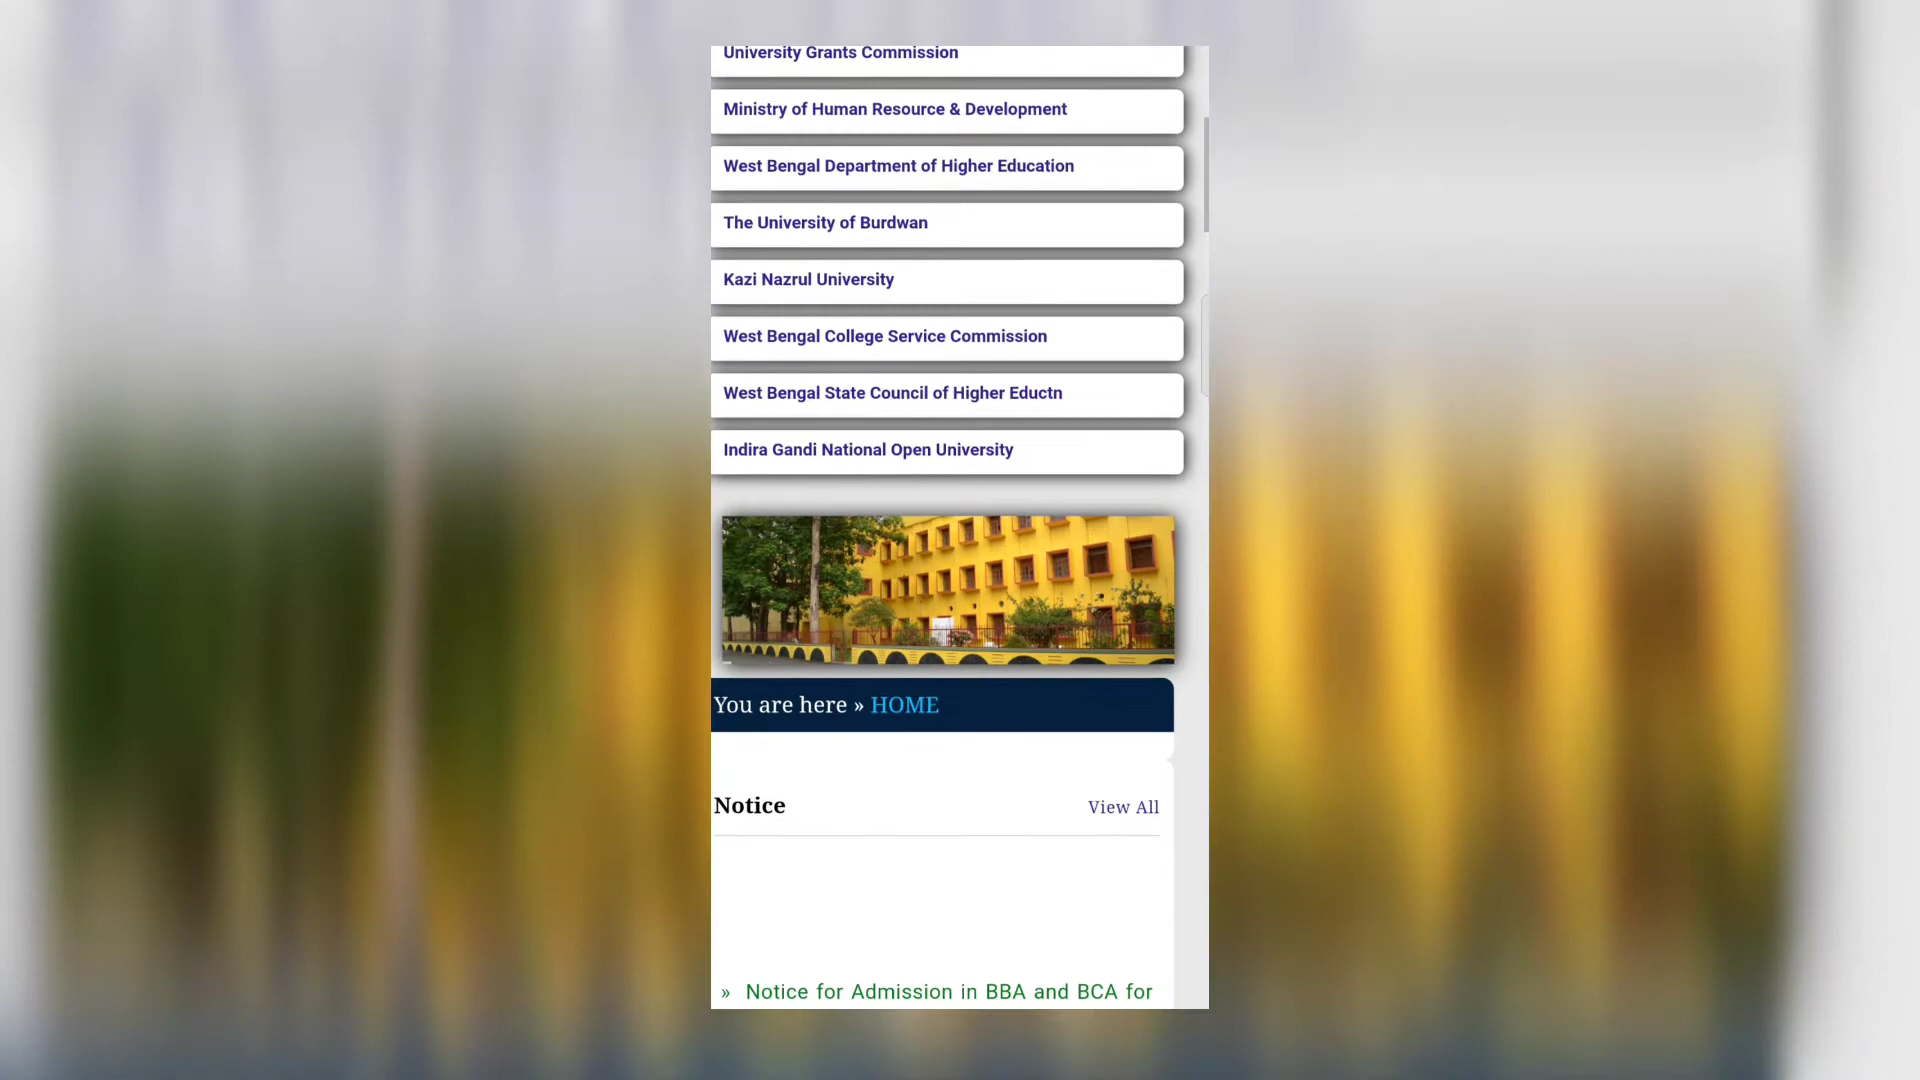 University Grants Commission
Ministry of Human Resource & Development
West Bengal Department of Higher Education
The University of Burdwan
Kazi Nazrul University
West Bengal College Service Commission
West Bengal State Council of Higher Eductn
Indira Gandi National Open University
You are here » HOME
Notice View All
» Notice for Admission in BBA and BCA for